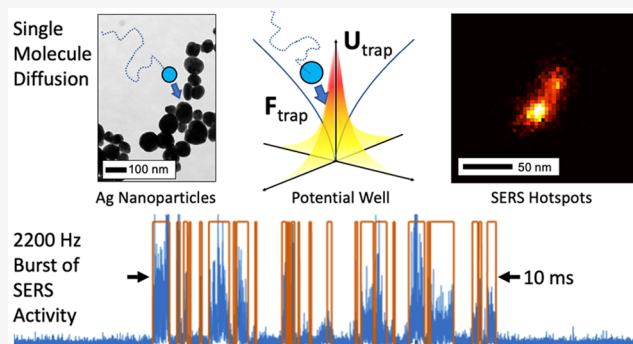 Single
Molecule
Diffusion
100 nm
Ag Nanoparticles
U trap
F trap
Potential Well
50 nm
SERS Hotspots
2200 Hz
Burst of
SERS
Activity
10 ms